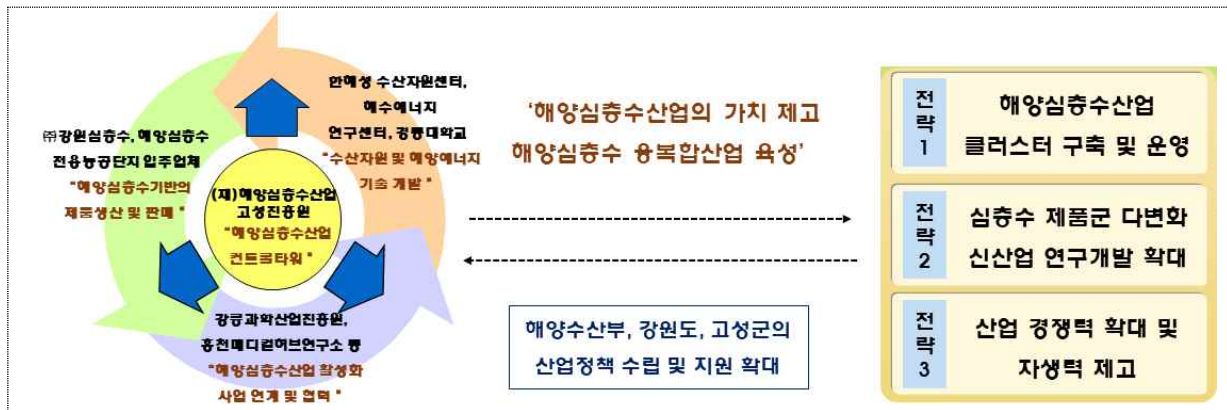 한해성 수산자원센터,
해수에너지
연구센터, 경동대학교
"수산자원 및 해양에너지
기술 개발"
㈜강원심층수, 해양심층수
전용농공단지 입주업체
"해양심층수기반의
제품생산 및 판매"
(재)해양심층수산업
고성진흥원
"해양심층수산업
컨트롤타워"
강릉과학산업진흥원,
홍천메디컬허브연구소 등
"해양심층수산업 활성화
사업 연계 및 협력"
'해양심층수산업의 가치 제고
해양심층수 융복합산업 육성'
해양수산부, 강원도, 고성군의
산업정책 수립 및 지원 확대
전략1
해양심층수산업
클러스터 구축 및 운영
전략2
심층수 제품군 다변화
신산업 연구개발 확대
전략3
산업 경쟁력 확대 및
자생력 제고